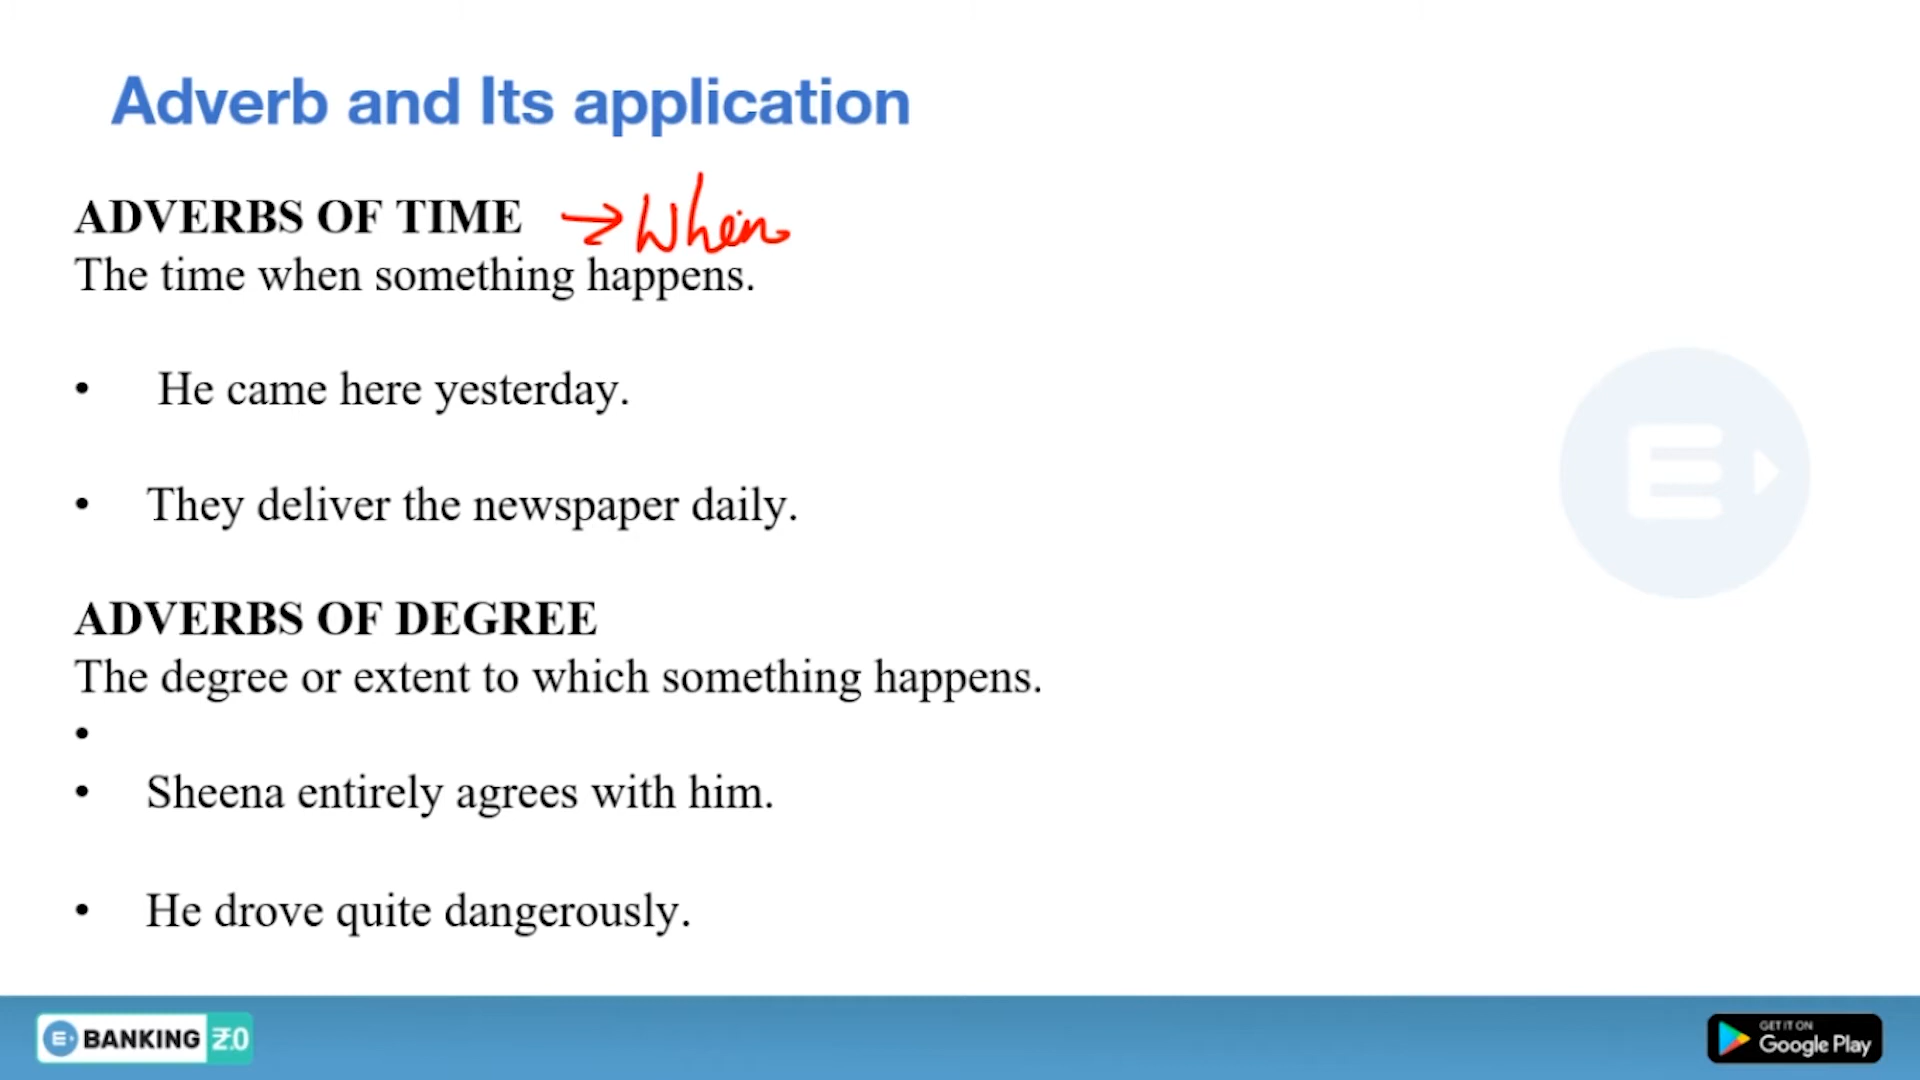 Adverb and Its application
ADVERBS OF TIME → When
The time when something happens.
• He came here yesterday.
• They deliver the newspaper daily.
ADVERBS OF DEGREE
The degree or extent to which something happens.
•
• Sheena entirely agrees with him.
• He drove quite dangerously.
E BANKING ₹2.0
GET IT ON
Google Play